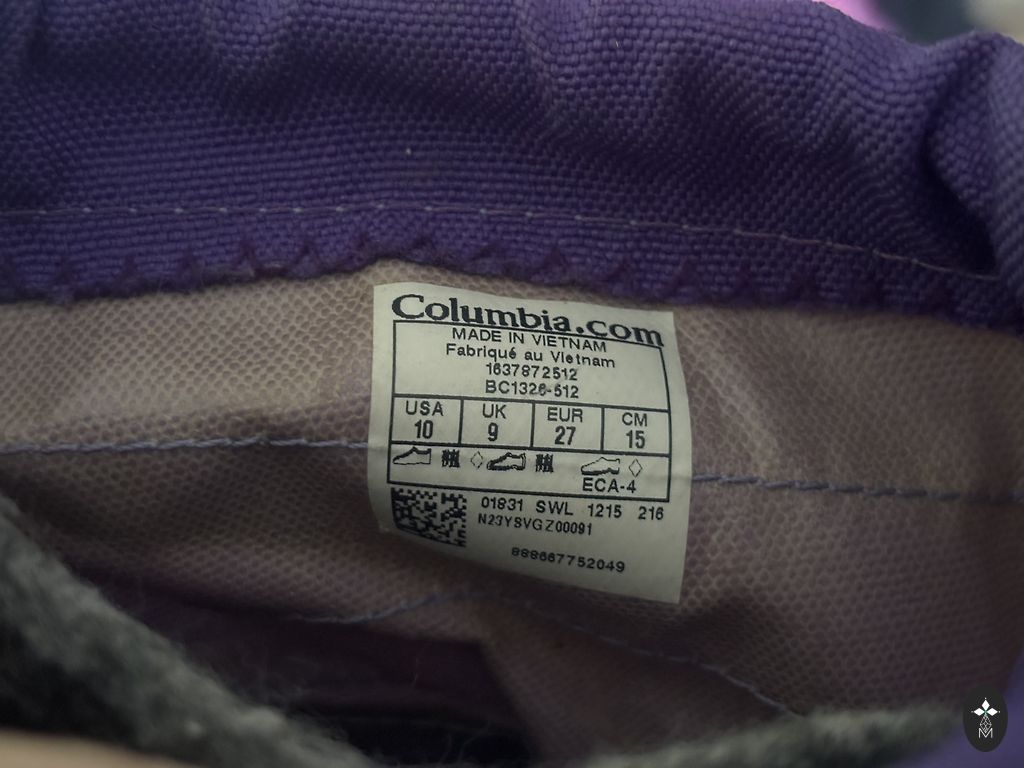 Columbia.com
MADE IN VIETNAM
Fabriqué au Vietnam
1637872512
BC1326-512
USA UK EUR CM
10 9 27 15
ECA-4
01831 SWL 1215 216
N23YSVGZ00091
888667752049
M